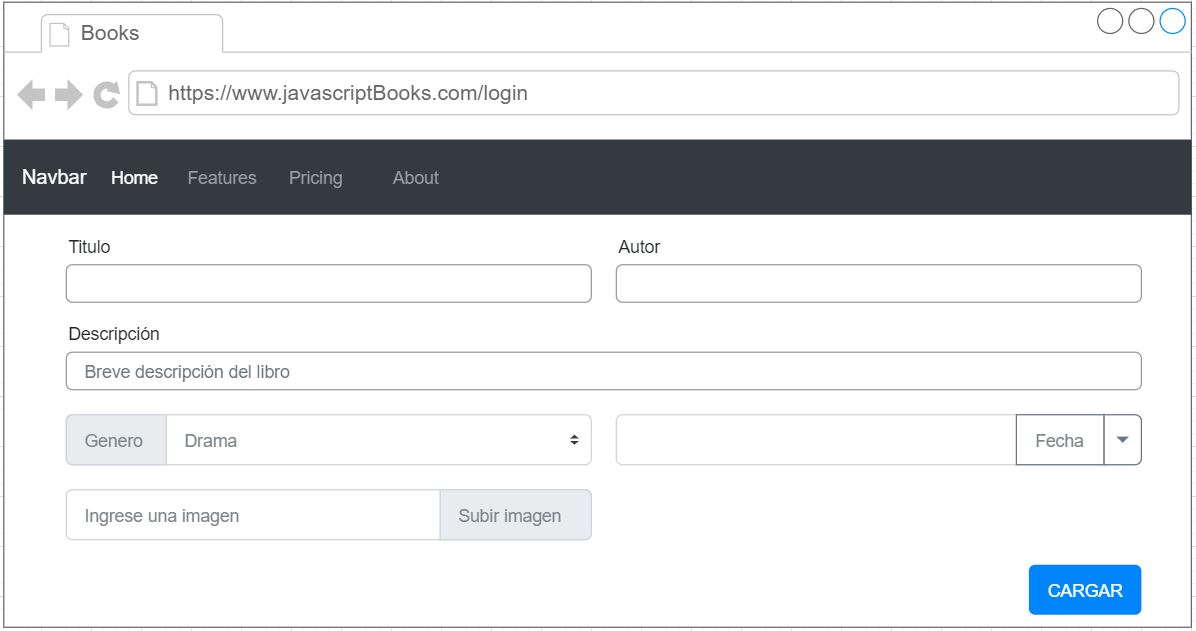 Books
https://www.javascriptBooks.com/login
Navbar Home Features Pricing About
Titulo Autor
Descripción
Breve descripción del libro
Genero Drama Fecha
Ingrese una imagen Subir imagen
CARGAR